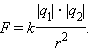 F = k |q₁| · |q₂| / r².